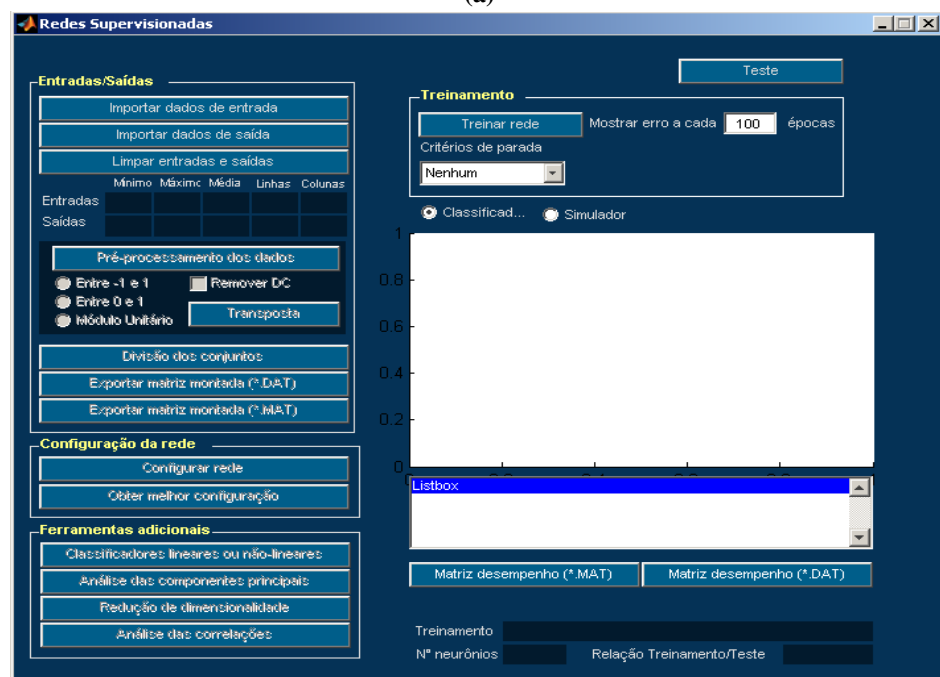 (a)
Redes Supervisionadas
Teste
Entradas/Saídas
Importar dados de entrada
Importar dados de saída
Limpar entradas e saídas
Mínimo Máximo Média Linhas Colunas
Entradas
Saídas
Pré-processamento dos dados
Entre -1 e 1 Remover DC
Entre 0 e 1
Módulo Unitário Transposta
Divisão dos conjuntos
Exportar matriz montada (*.DAT)
Exportar matriz montada (*.MAT)
Configuração da rede
Configurar rede
Obter melhor configuração
Ferramentas adicionais
Classificadores lineares ou não-lineares
Análise das componentes principais
Redução de dimensionalidade
Análise das correlações
Treinamento
Treinar rede Mostrar erro a cada 100 épocas
Critérios de parada
Nenhum
Classificad... Simulador
1
0.8
0.6
0.4
0.2
0
Listbox
Matriz desempenho (*.MAT) Matriz desempenho (*.DAT)
Treinamento
Nº neurônios Relação Treinamento/Teste